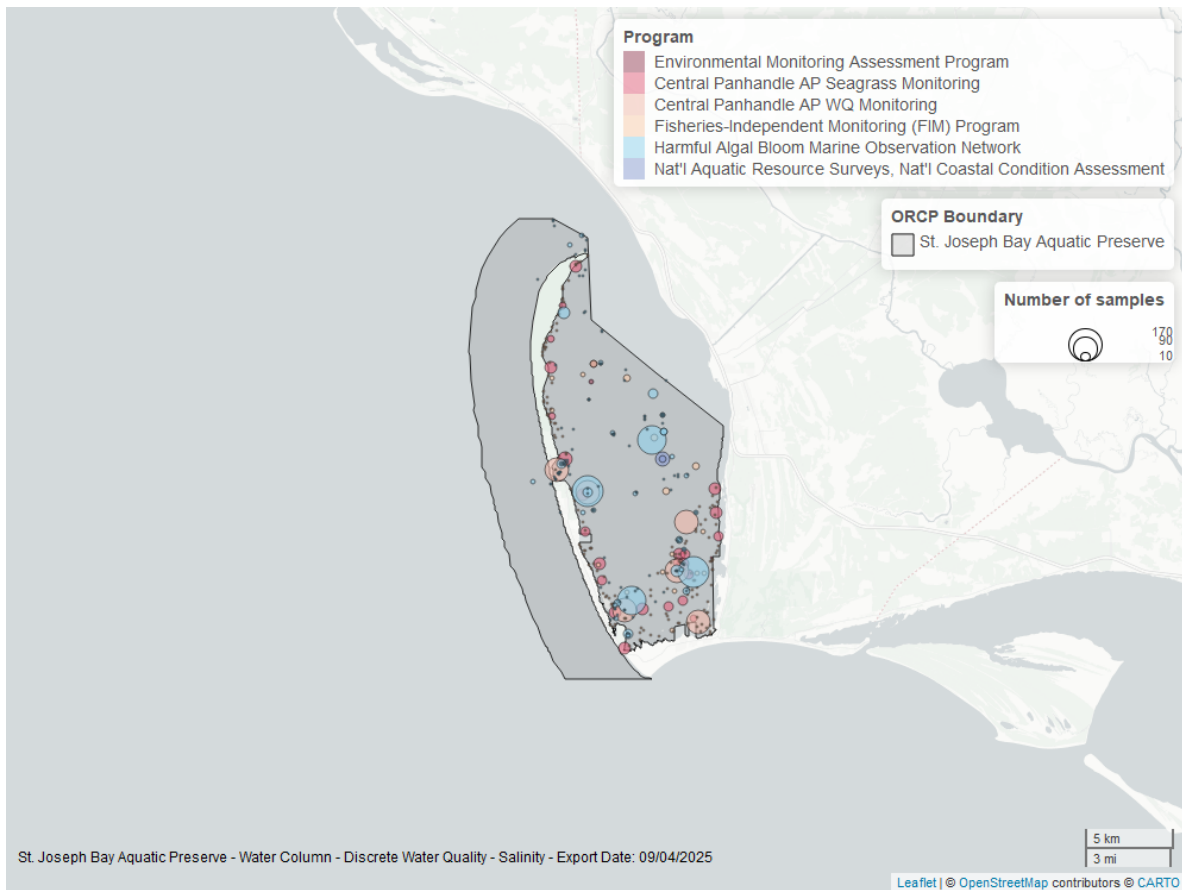 Program
Environmental Monitoring Assessment Program
Central Panhandle AP Seagrass Monitoring
Central Panhandle AP WQ Monitoring
Fisheries-Independent Monitoring (FIM) Program
Harmful Algal Bloom Marine Observation Network
Nat'l Aquatic Resource Surveys, Nat'l Coastal Condition Assessment
ORCP Boundary
St. Joseph Bay Aquatic Preserve
Number of samples
170
90
10
5 km
3 mi
St. Joseph Bay Aquatic Preserve - Water Column - Discrete Water Quality - Salinity - Export Date: 09/04/2025
Leaflet | © OpenStreetMap contributors © CARTO